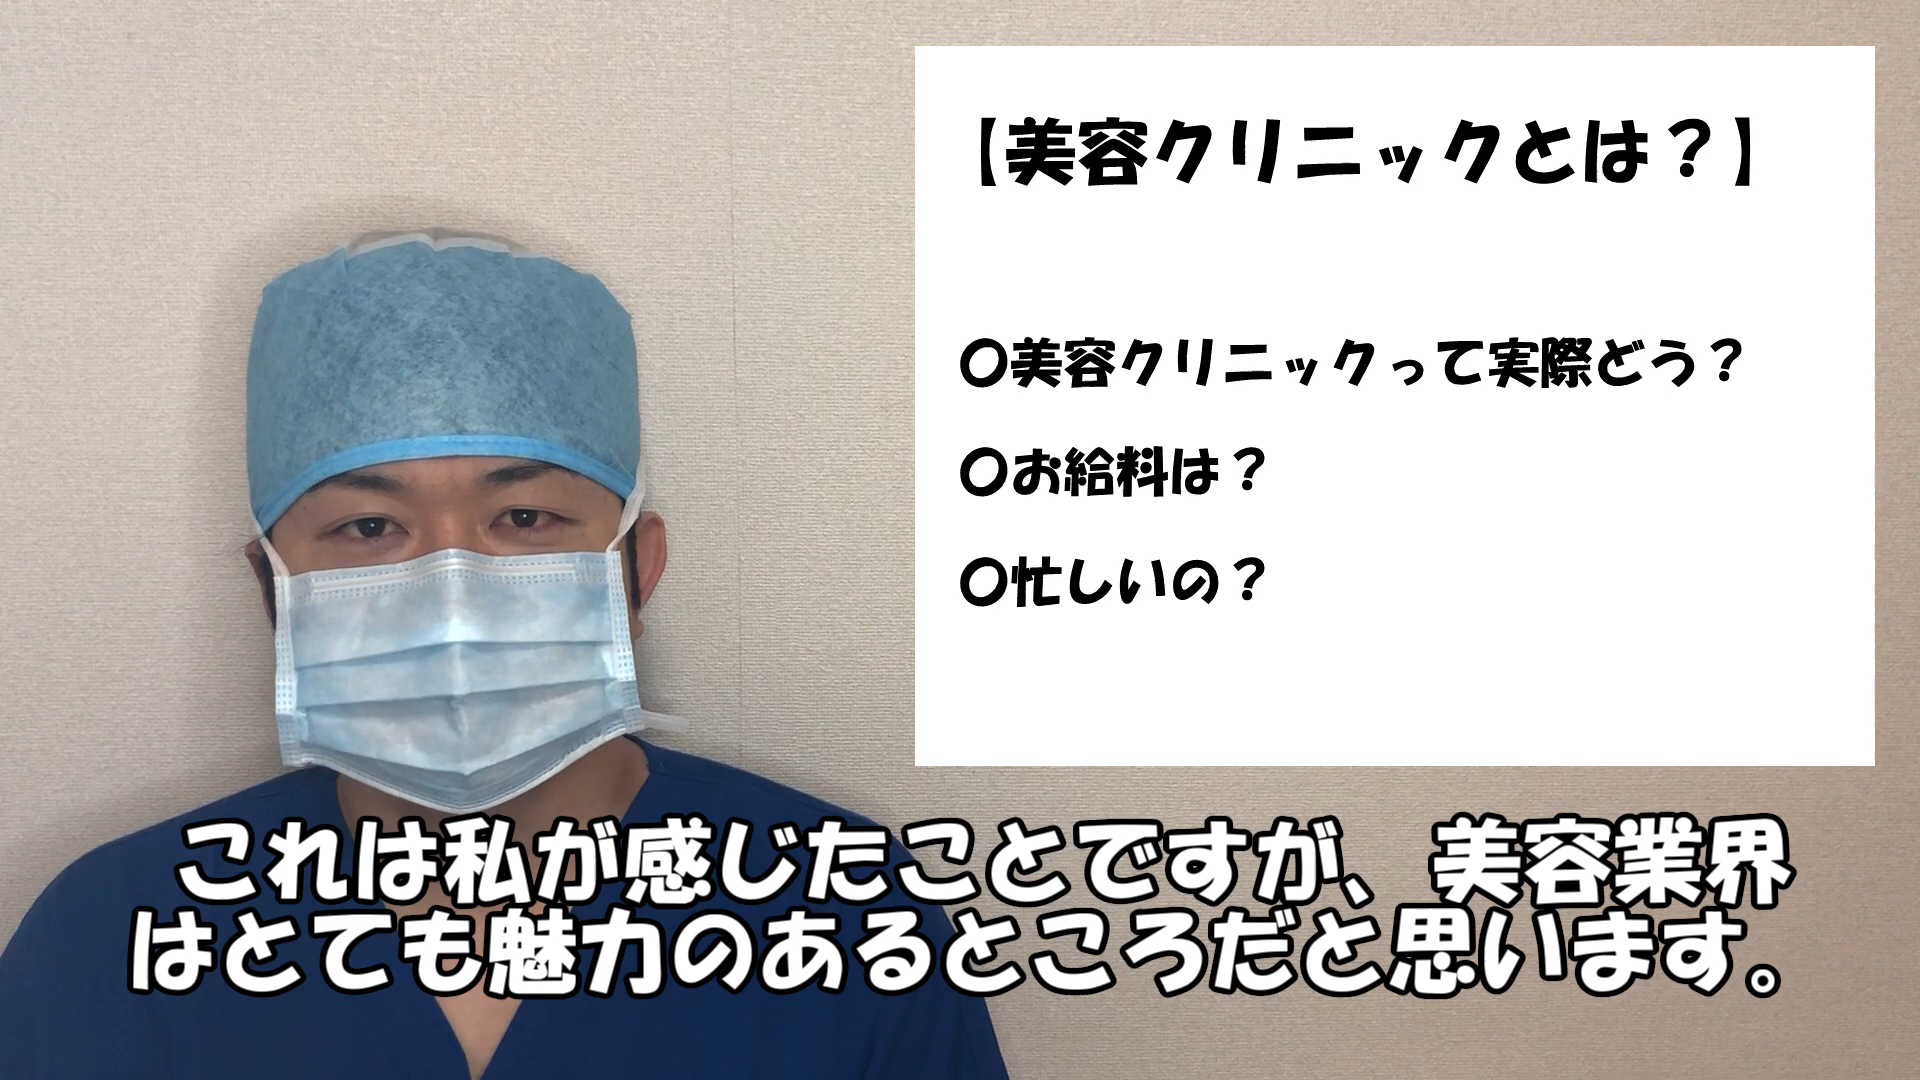 【美容クリニックとは？】
〇美容クリニックって実際どう？
〇お給料は？
〇忙しいの？
これは私が感じたことですが、美容業界
はとても魅力のあるところだと思います。